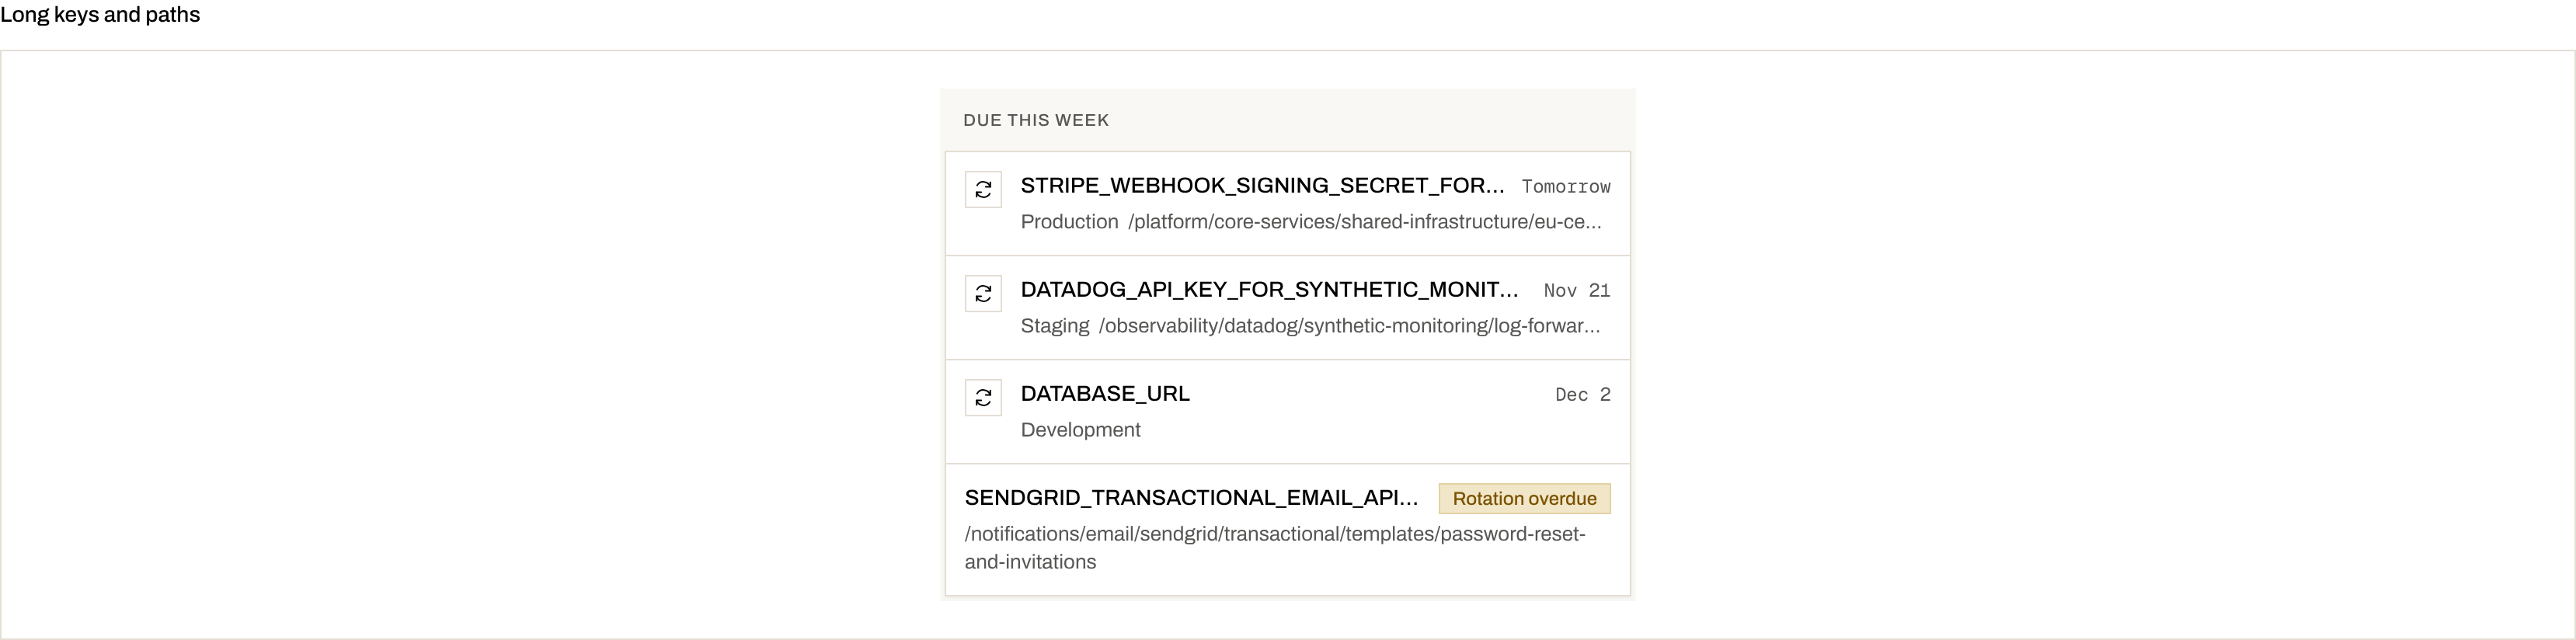 Long keys and paths
DUE THIS WEEK
STRIPE_WEBHOOK_SIGNING_SECRET_FOR... Tomorrow
Production /platform/core-services/shared-infrastructure/eu-ce...
DATADOG_API_KEY_FOR_SYNTHETIC_MONIT... Nov 21
Staging /observability/datadog/synthetic-monitoring/log-forwar...
DATABASE_URL Dec 2
Development
SENDGRID_TRANSACTIONAL_EMAIL_API... Rotation overdue
/notifications/email/sendgrid/transactional/templates/password-reset-
and-invitations